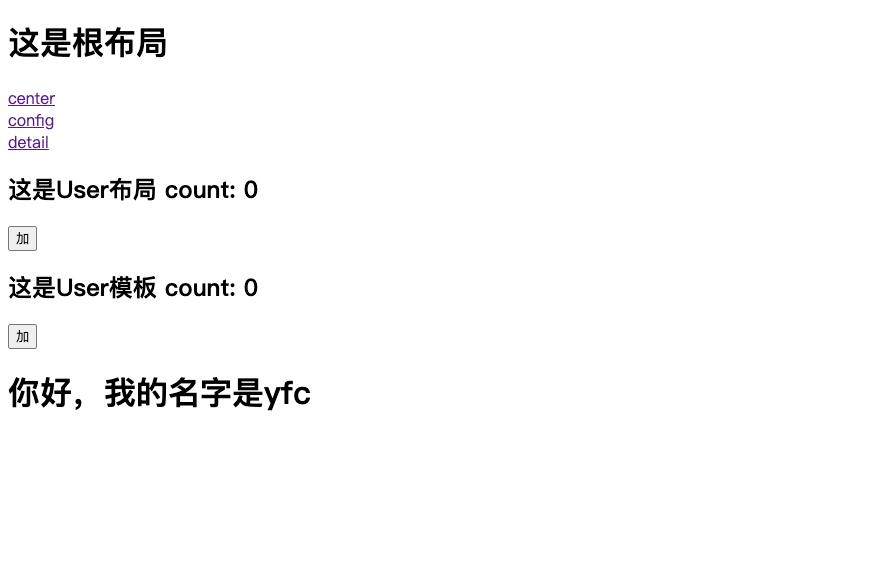 这是根布局
center
config
detail
这是User布局 count: 0
加
这是User模板 count: 0
加
你好，我的名字是yfc